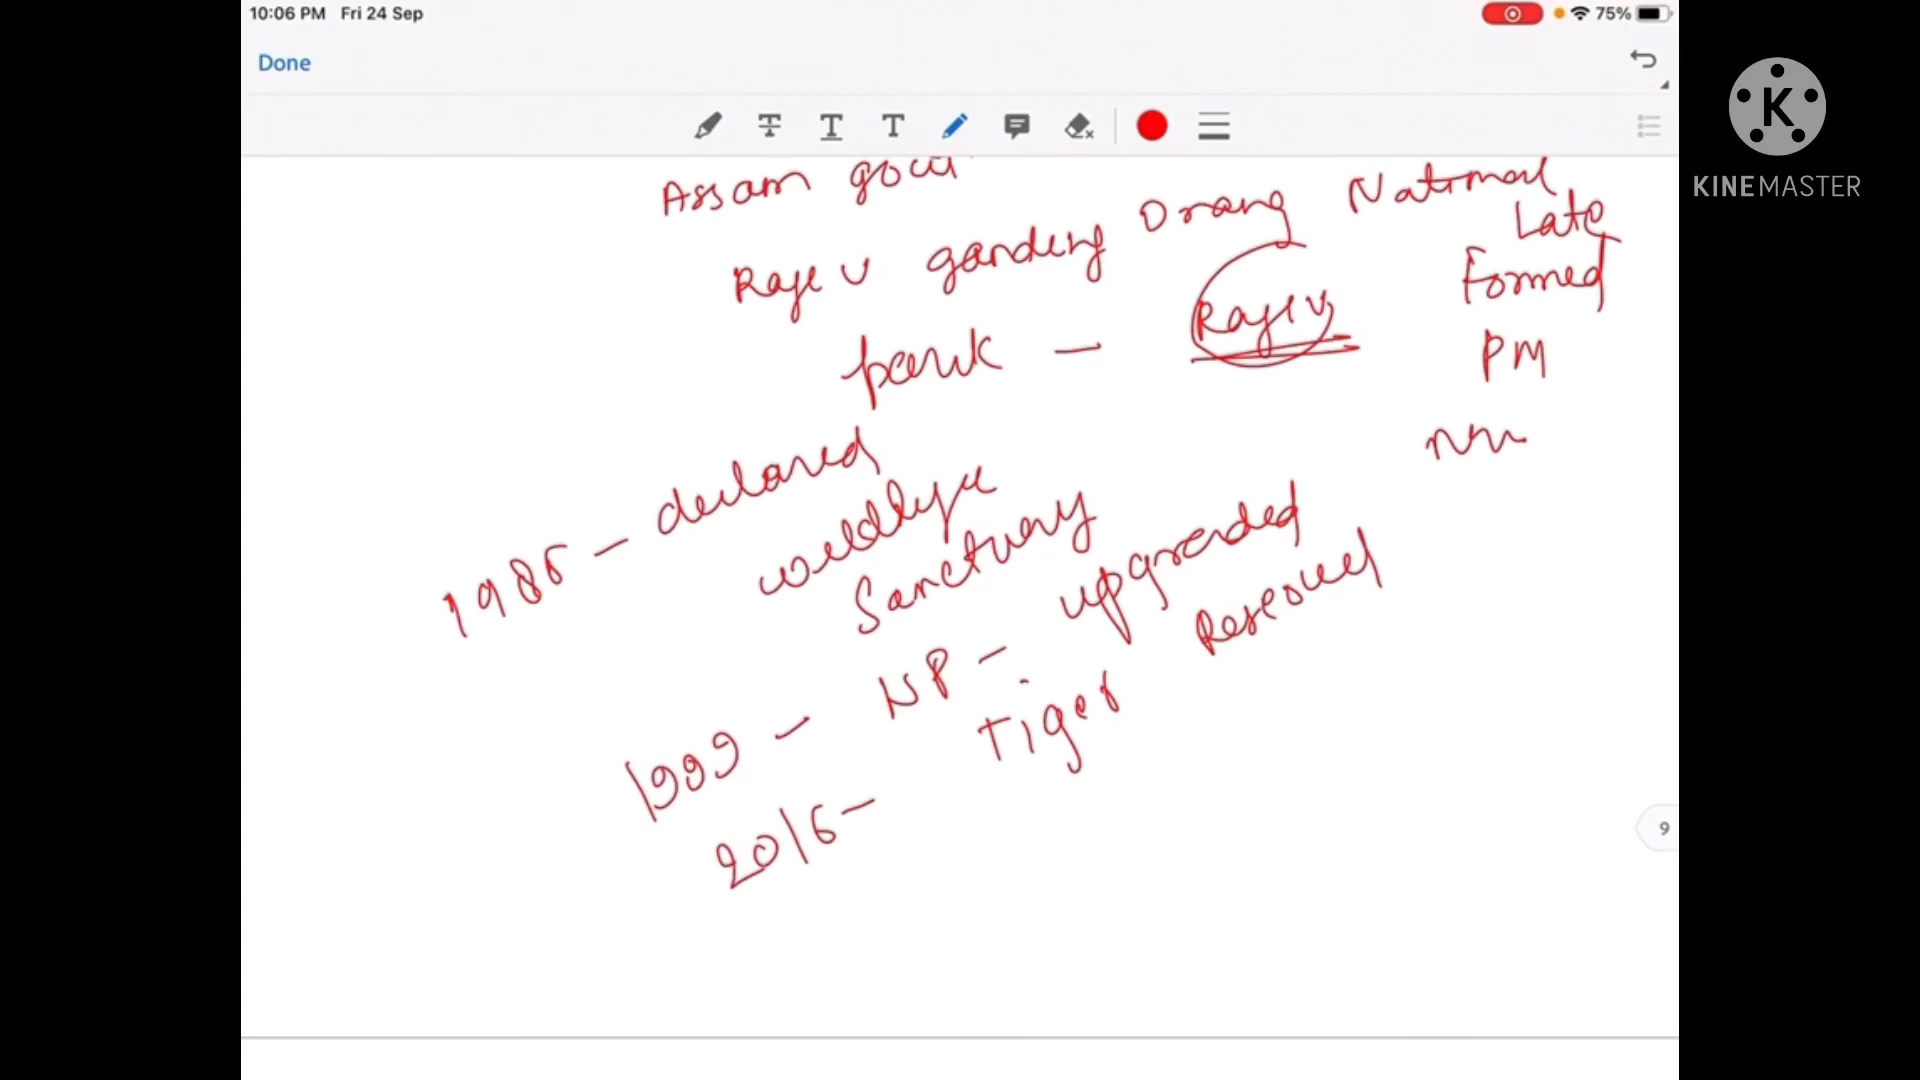 10:06 PM Fri 24 Sep
75%
Done
KINEMASTER
Assam govt
Rajiv gandhi Orang National
park - Rajiv
Late
Formed
PM
1985 - declared
wildlife
Sanctuary
1999 - NP - upgraded
2016 - Tiger Reserved
9